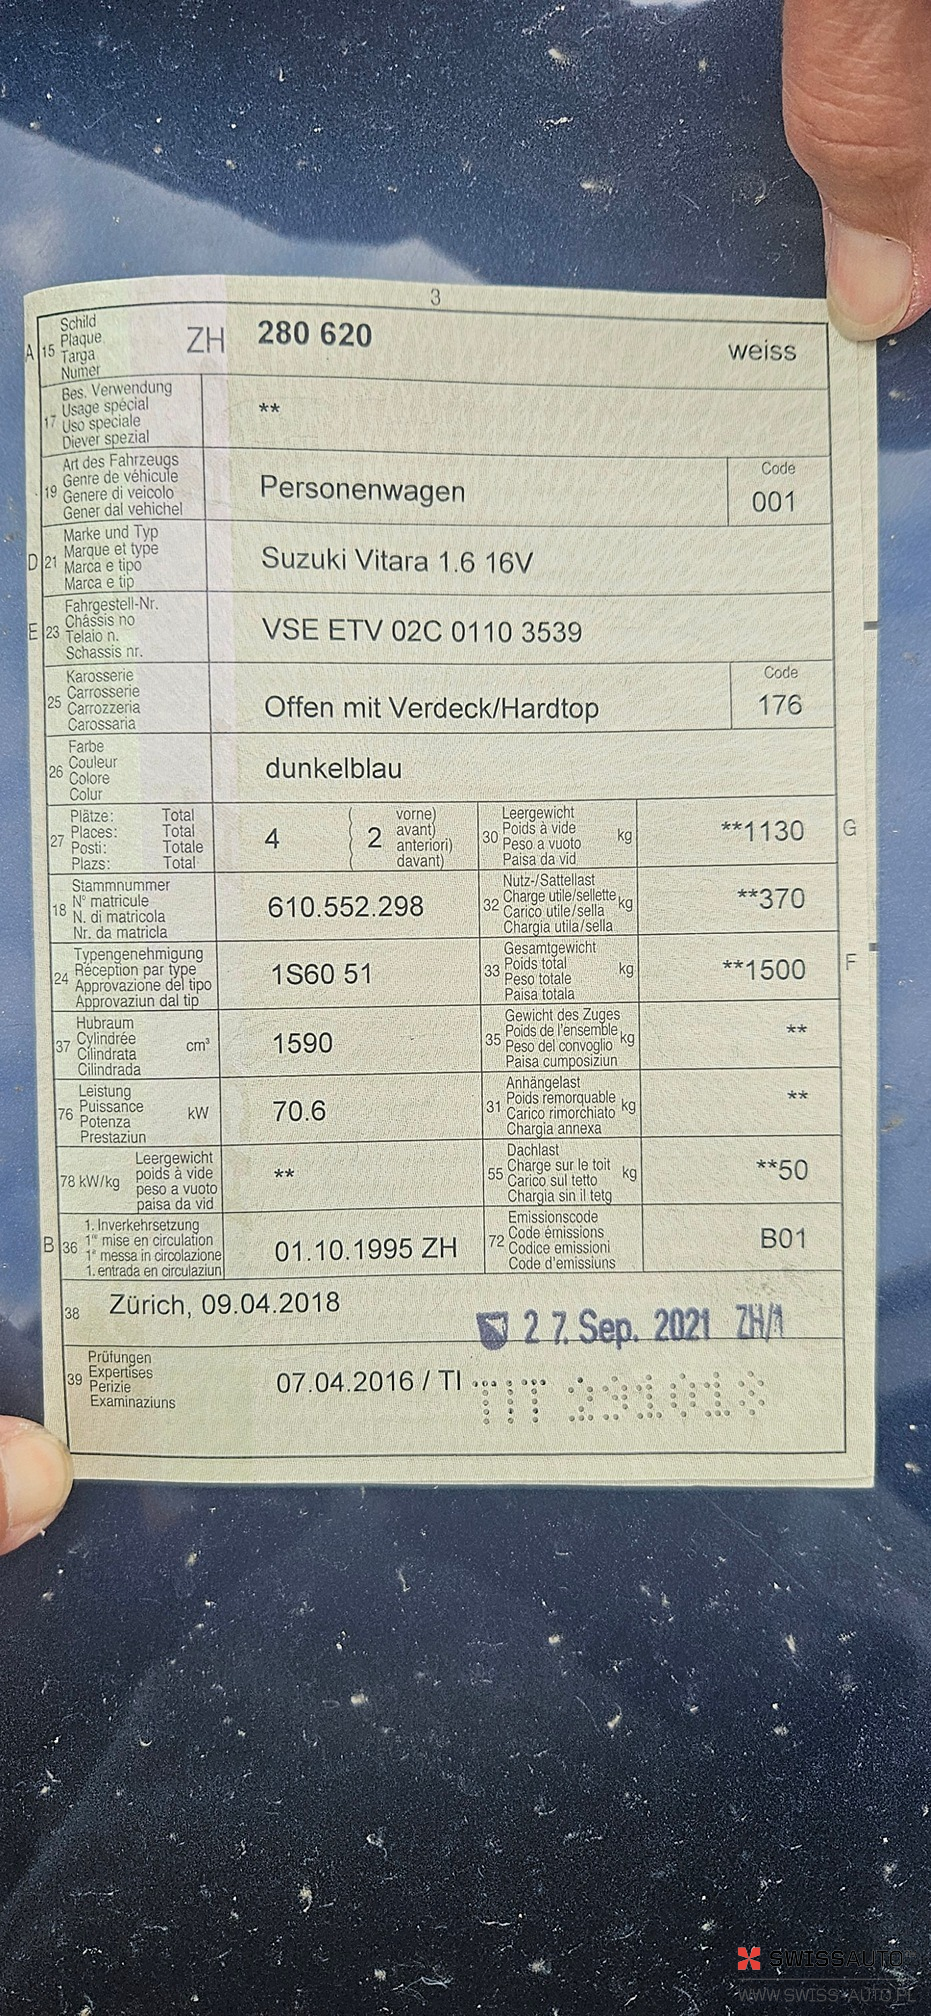 3
A 15 Schild
Plaque
Targa
Numer
ZH 280 620 weiss
17 Bes. Verwendung
Usage spécial
Uso speciale
Diever spezial
**
19 Art des Fahrzeugs
Genre de véhicule
Genere di veicolo
Gener dal vehichel
Personenwagen
Code
001
D 21 Marke und Typ
Marque et type
Marca e tipo
Marca e tip
Suzuki Vitara 1.6 16V
E 23 Fahrgestell-Nr.
Châssis no
Telaio n.
Schassis nr.
VSE ETV 02C 0110 3539
25 Karosserie
Carrosserie
Carrozzeria
Carossaria
Offen mit Verdeck/Hardtop
Code
176
26 Farbe
Couleur
Colore
Colur
dunkelblau
27 Plätze: Total
Places: Total
Posti: Totale
Plazs: Total
4 ( 2 vorne)
avant)
anteriori)
davant)
30 Leergewicht
Poids à vide
Peso a vuoto
Paisa da vid
kg **1130 G
18 Stammnummer
N° matricule
N. di matricola
Nr. da matricla
610.552.298
32 Nutz-/Sattellast
Charge utile/sellette
Carico utile/sella
Chargia utila/sella
kg **370
24 Typengenehmigung
Réception par type
Approvazione del tipo
Approvaziun dal tip
1S60 51
33 Gesamtgewicht
Poids total
Peso totale
Paisa totala
kg **1500 F
37 Hubraum
Cylindrée
Cilindrata
Cilindrada
cm³ 1590
35 Gewicht des Zuges
Poids de l'ensemble
Peso del convoglio
Paisa cumposiziun
kg **
76 Leistung
Puissance
Potenza
Prestaziun
kW 70.6
31 Anhängelast
Poids remorquable
Carico rimorchiato
Chargia annexa
kg **
78 kW/kg Leergewicht
poids à vide
peso a vuoto
paisa da vid
**
55 Dachlast
Charge sur le toit
Carico sul tetto
Chargia sin il tetg
kg **50
B 36 1. Inverkehrsetzung
1re mise en circulation
1a messa in circolazione
1. entrada en circulaziun
01.10.1995 ZH
72 Emissionscode
Code émissions
Codice emissioni
Code d'emissiuns
B01
38 Zürich, 09.04.2018
27. Sep. 2021 ZH/1
39 Prüfungen
Expertises
Perizie
Examinaziuns
07.04.2016 / TI
SWISSAUTO
WWW.SWISSYAUTO.PL